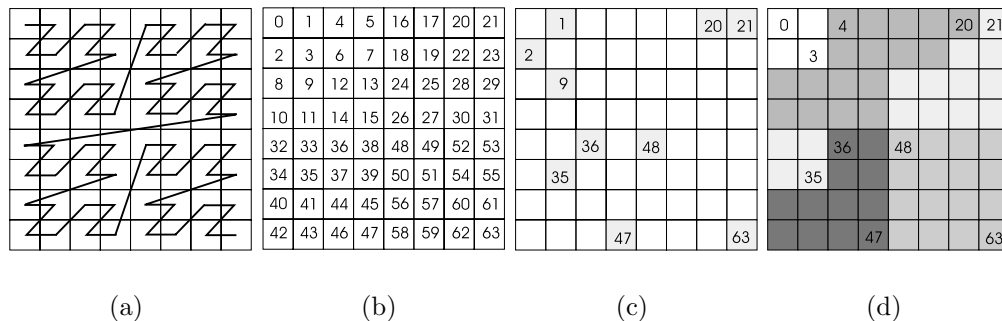 0 1 4 5 16 17 20 21
2 3 6 7 18 19 22 23
8 9 12 13 24 25 28 29
10 11 14 15 26 27 30 31
32 33 36 38 48 49 52 53
34 35 37 39 50 51 54 55
40 41 44 45 56 57 60 61
42 43 46 47 58 59 62 63
1 20 21
2
9
36 48
35
47 63
0 4 20 21
3
36 48
35
47 63
(a) (b) (c) (d)